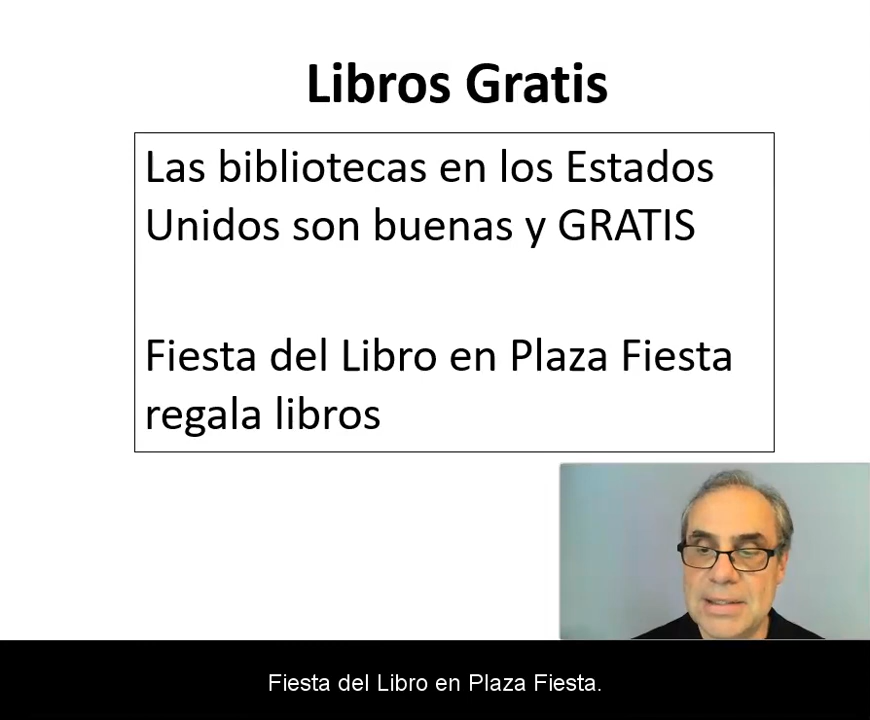 Libros Gratis
Las bibliotecas en los Estados
Unidos son buenas y GRATIS
Fiesta del Libro en Plaza Fiesta
regala libros
Fiesta del Libro en Plaza Fiesta.